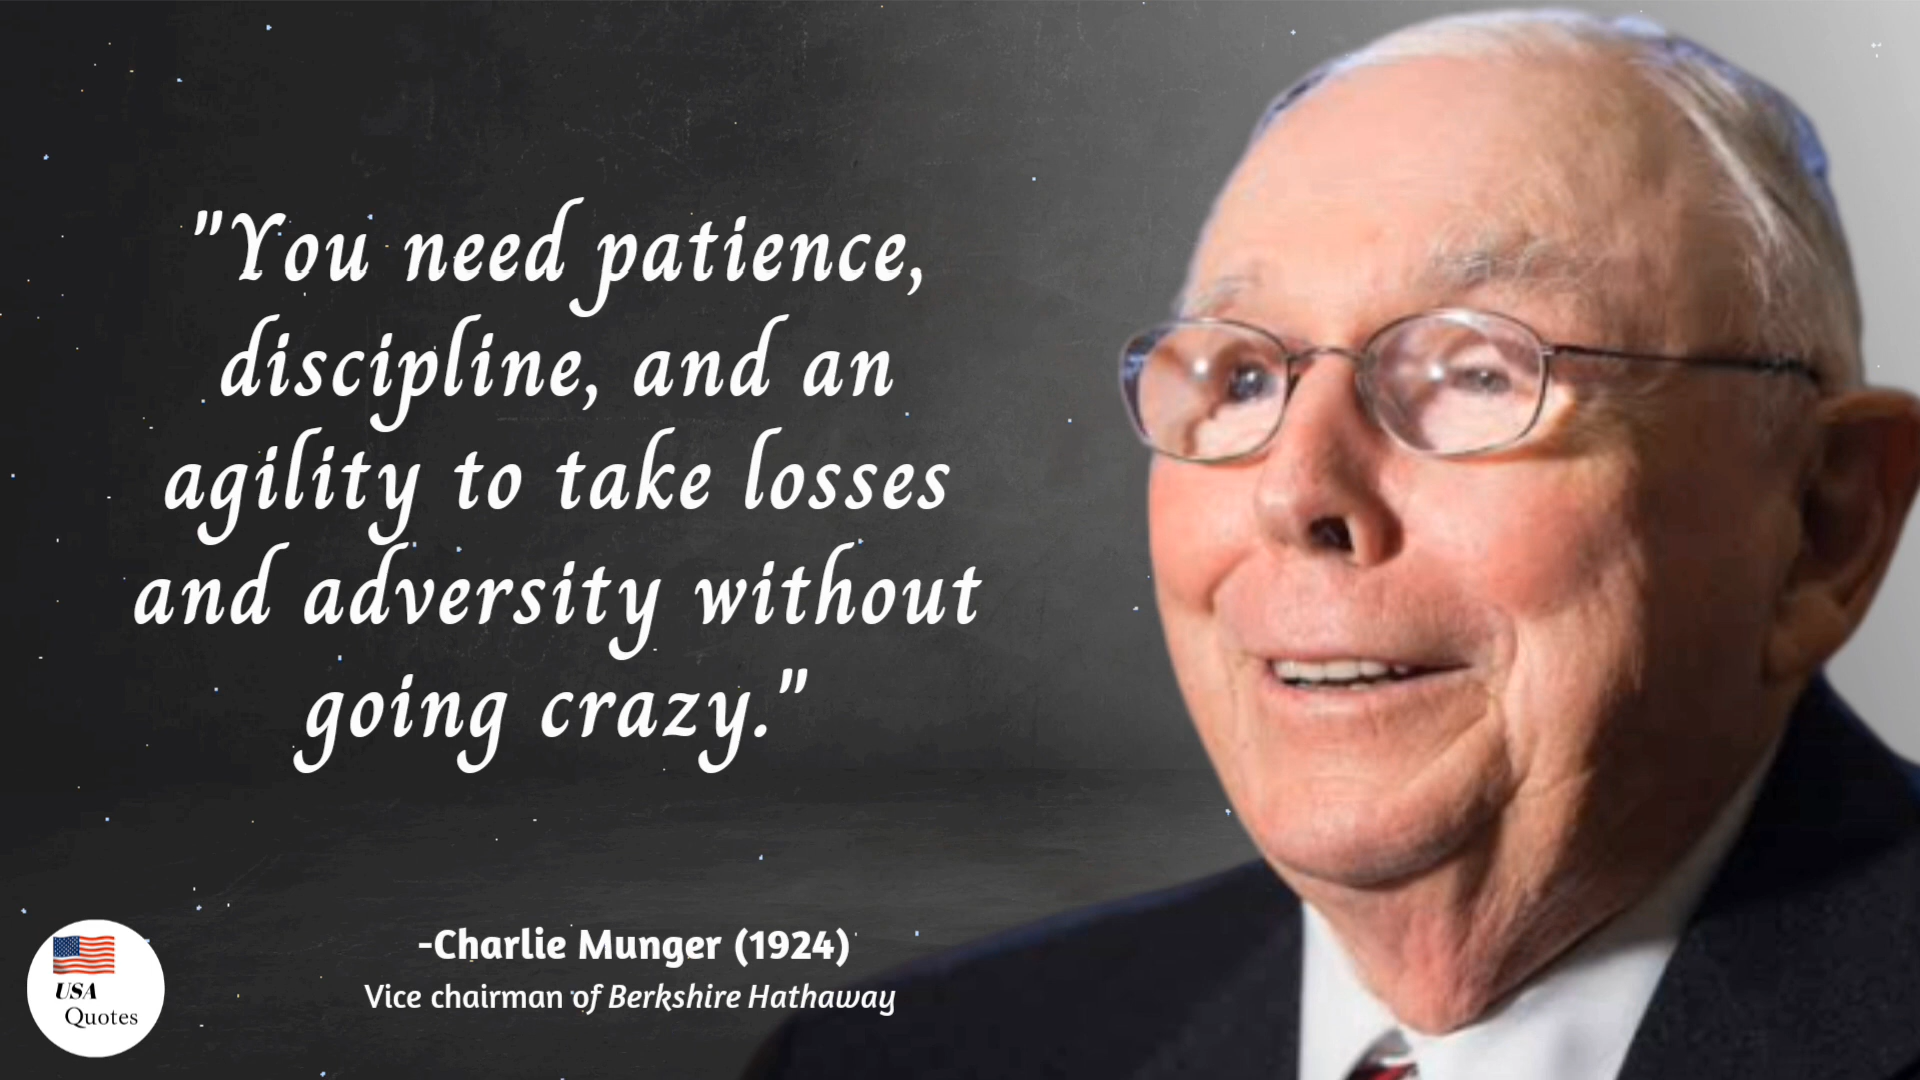 "You need patience,
discipline, and an
agility to take losses
and adversity without
going crazy."
-Charlie Munger (1924)
Vice chairman of Berkshire Hathaway
USA
Quotes